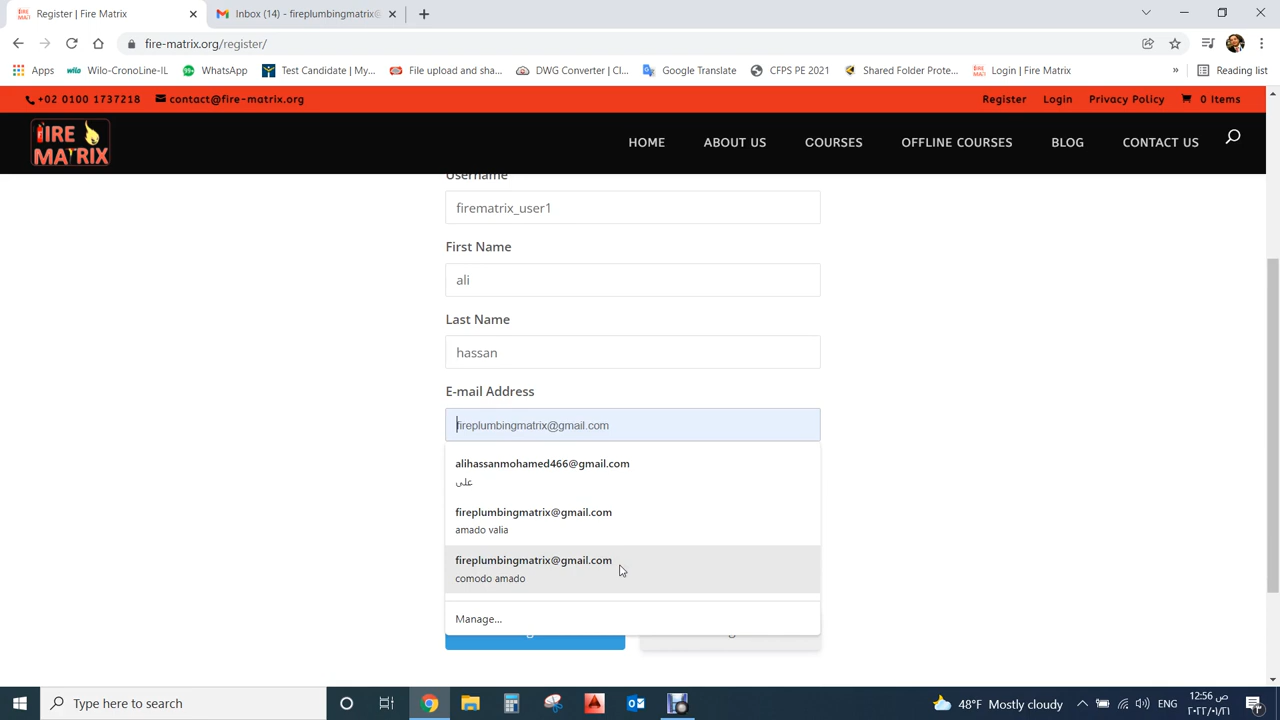 Register | Fire Matrix
Inbox (14) - fireplumbingmatrix@
fire-matrix.org/register/
Apps
Wilo-CronoLine-IL
WhatsApp
Test Candidate | My...
File upload and sha...
DWG Converter | Cl...
Google Translate
CFPS PE 2021
Shared Folder Prote...
Login | Fire Matrix
»
Reading list
+02 0100 1737218
contact@fire-matrix.org
Register
Login
Privacy Policy
0 Items
FIRE
MATRIX
HOME
ABOUT US
COURSES
OFFLINE COURSES
BLOG
CONTACT US
Username
firematrix_user1
First Name
ali
Last Name
hassan
E-mail Address
fireplumbingmatrix@gmail.com
alihassanmohamed466@gmail.com
على
fireplumbingmatrix@gmail.com
amado valia
fireplumbingmatrix@gmail.com
comodo amado
Manage...
Type here to search
48°F Mostly cloudy
ENG
12:56 ص